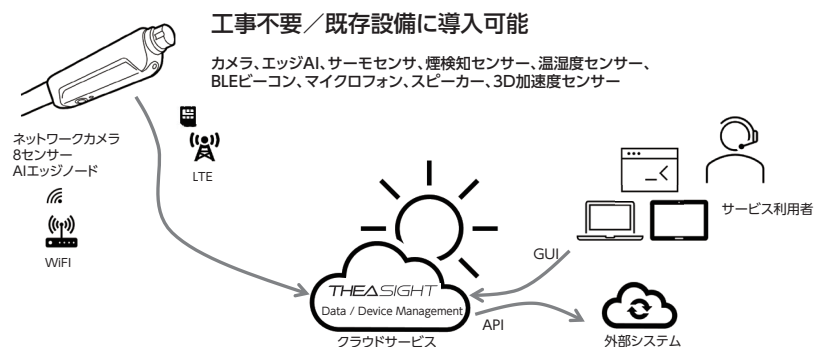 工事不要／既存設備に導入可能
カメラ、エッジAI、サーモセンサ、煙検知センサー、温湿度センサー、
BLEビーコン、マイクロフォン、スピーカー、3D加速度センサー
ネットワークカメラ
8センサー
AIエッジノード
WiFI
LTE
サービス利用者
GUI
THEΔSIGHT
Data / Device Management
クラウドサービス
API
外部システム